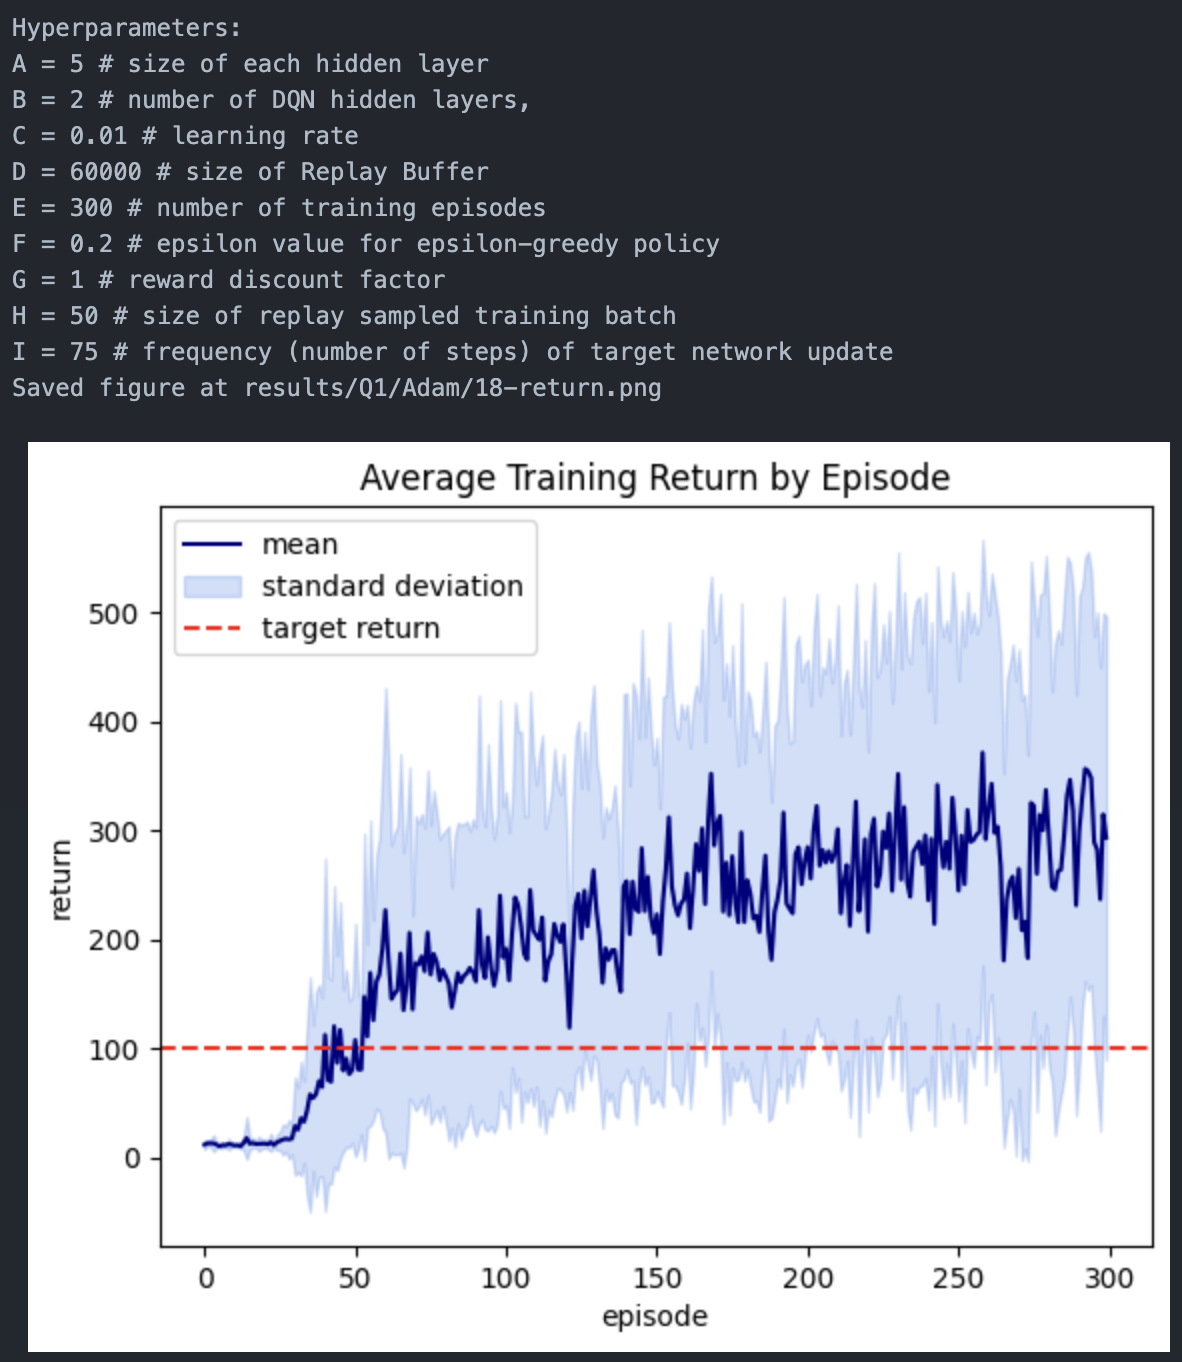 Hyperparameters:
A = 5 # size of each hidden layer
B = 2 # number of DQN hidden layers,
C = 0.01 # learning rate
D = 60000 # size of Replay Buffer
E = 300 # number of training episodes
F = 0.2 # epsilon value for epsilon-greedy policy
G = 1 # reward discount factor
H = 50 # size of replay sampled training batch
I = 75 # frequency (number of steps) of target network update
Saved figure at results/Q1/Adam/18-return.png
Average Training Return by Episode
mean
standard deviation
target return
500
400
300
200
100
0
return
0 50 100 150 200 250 300
episode